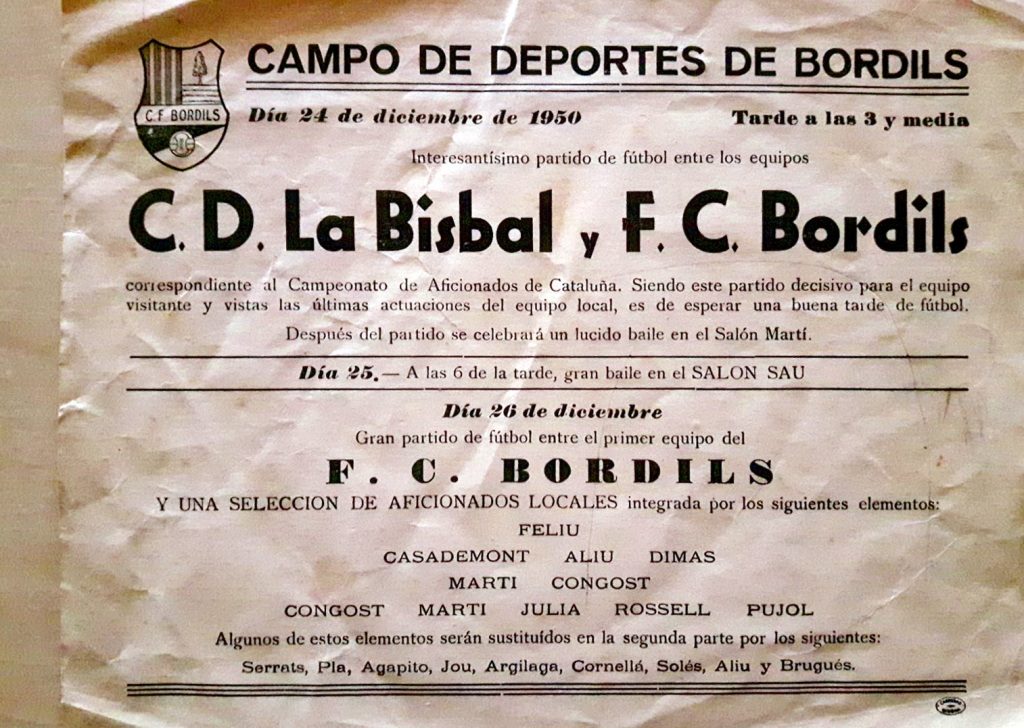 CAMPO DE DEPORTES DE BORDILS
C. F. BORDILS
Día 24 de diciembre de 1950 Tarde a las 3 y media
Interesantísimo partido de fútbol entre los equipos
C. D. La Bisbal y F. C. Bordils
correspondiente al Campeonato de Aficionados de Cataluña. Siendo este partido decisivo para el equipo
visitante y vistas las últimas actuaciones del equipo local, es de esperar una buena tarde de fútbol.
Después del partido se celebrará un lucido baile en el Salón Martí.
Día 25.— A las 6 de la tarde, gran baile en el SALON SAU
Día 26 de diciembre
Gran partido de fútbol entre el primer equipo del
F. C. BORDILS
Y UNA SELECCION DE AFICIONADOS LOCALES integrada por los siguientes elementos:
FELIU
CASADEMONT ALIU DIMAS
MARTI CONGOST
CONGOST MARTI JULIA ROSSELL PUJOL
Algunos de estos elementos serán sustituídos en la segunda parte por los siguientes:
Serrats, Pla, Agapito, Jou, Argilaga, Cornellá, Solés, Aliu y Brugués.